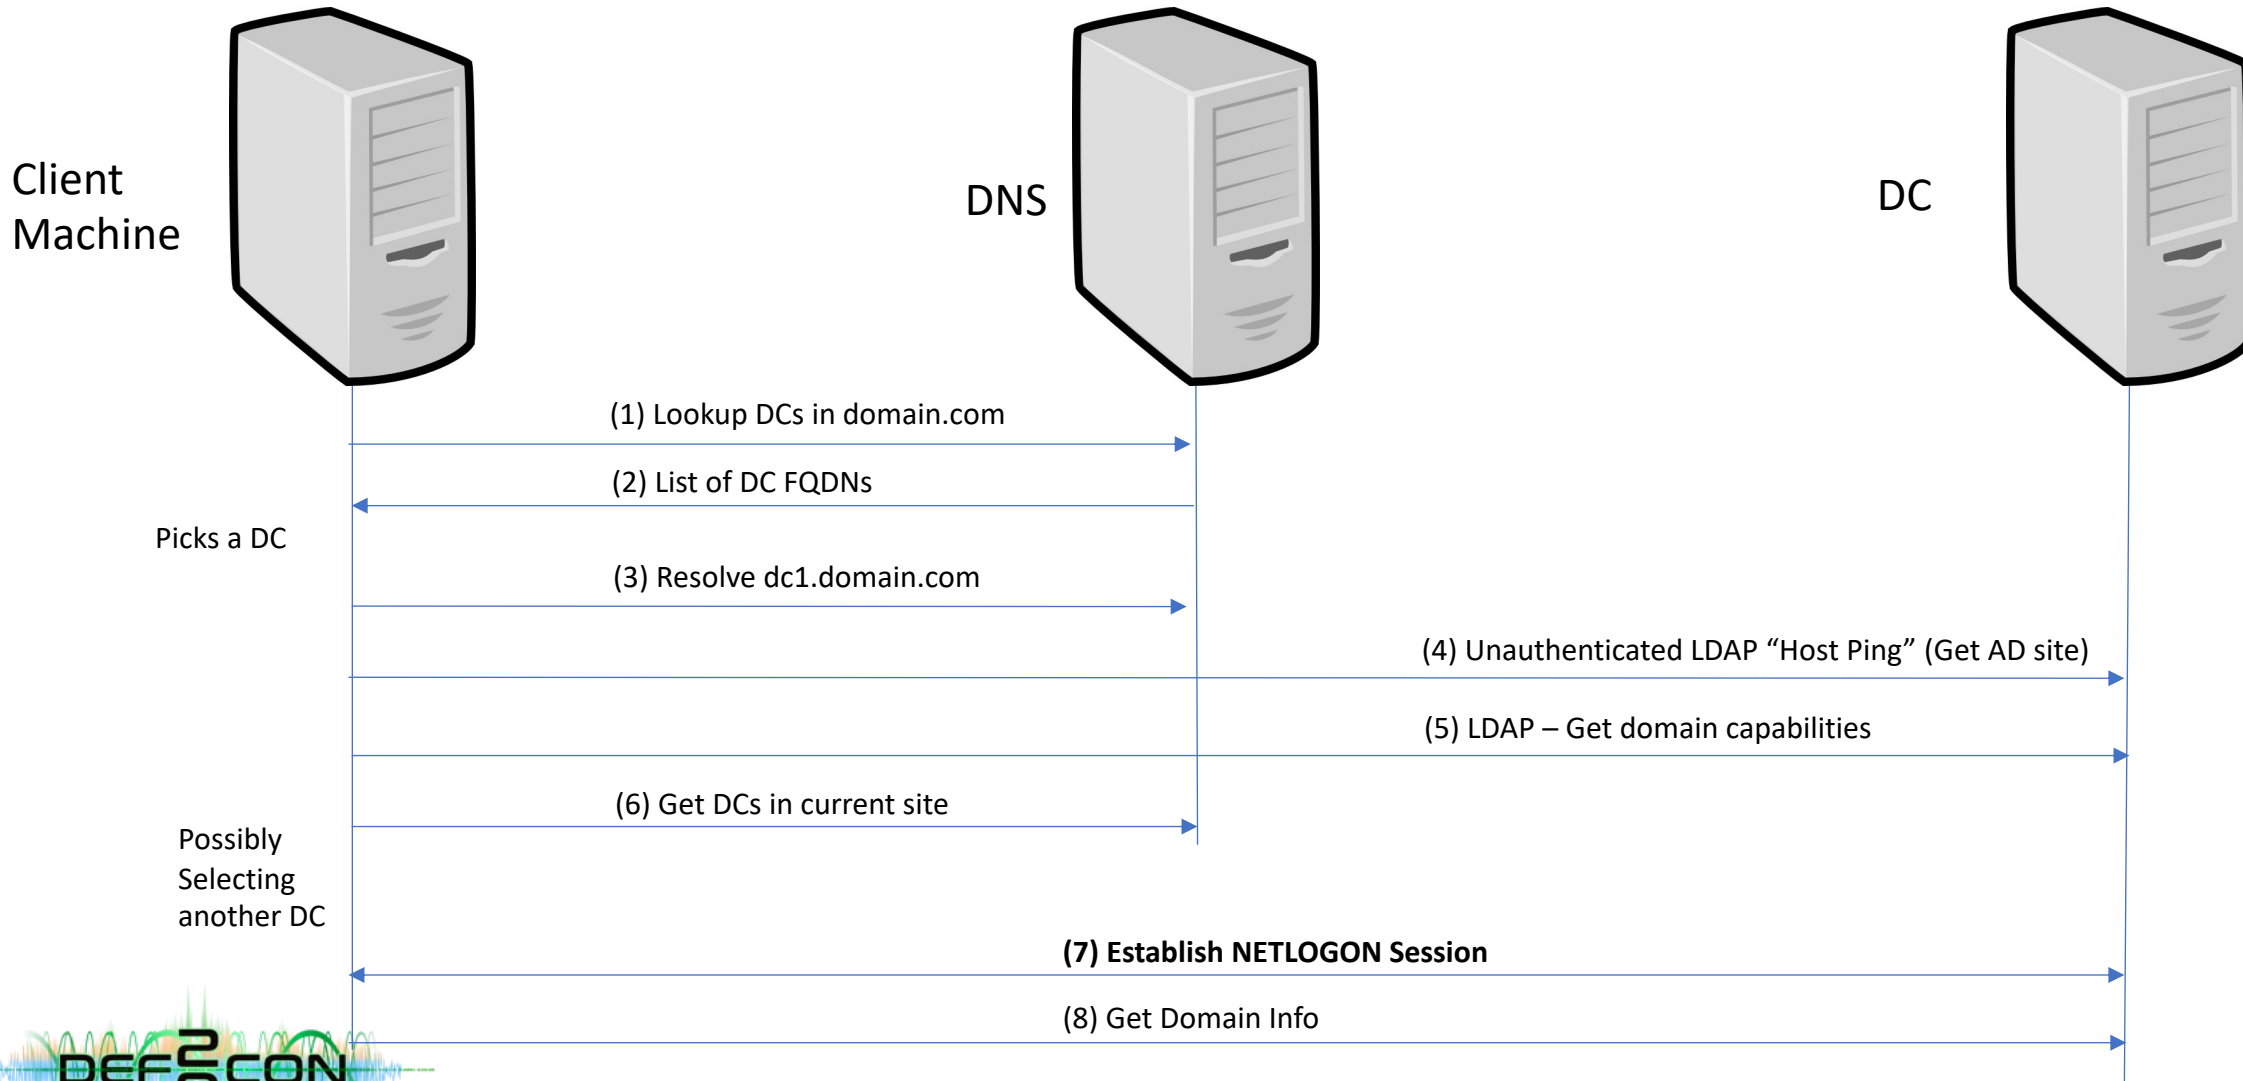 Client
Machine
DNS
DC
(1) Lookup DCs in domain.com
(2) List of DC FQDNs
Picks a DC
(3) Resolve dc1.domain.com
(4) Unauthenticated LDAP “Host Ping” (Get AD site)
(5) LDAP – Get domain capabilities
(6) Get DCs in current site
Possibly
Selecting
another DC
(7) Establish NETLOGON Session
(8) Get Domain Info
DEF CON